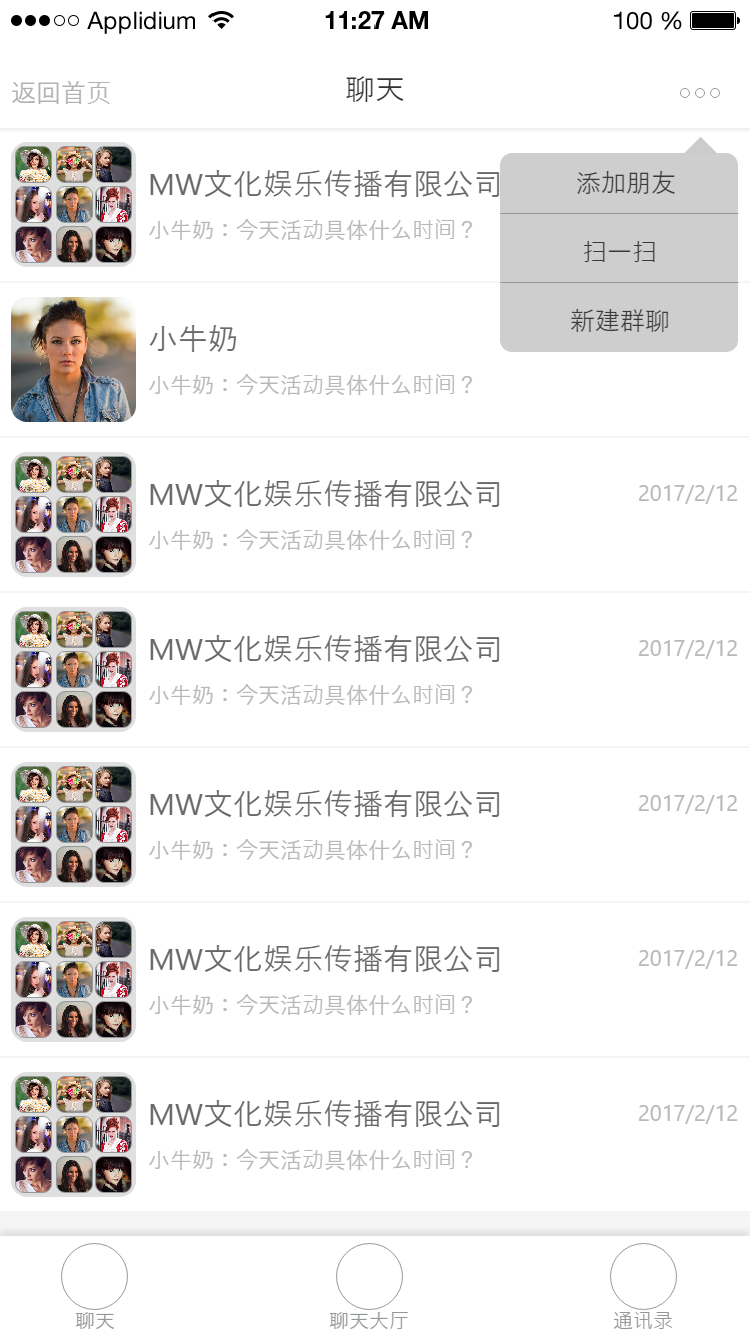 Applidium 11:27 AM 100 %
返回首页 聊天
MW文化娱乐传播有限公司
小牛奶：今天活动具体什么时间？
添加朋友
扫一扫
新建群聊
小牛奶
小牛奶：今天活动具体什么时间？
MW文化娱乐传播有限公司 2017/2/12
小牛奶：今天活动具体什么时间？
MW文化娱乐传播有限公司 2017/2/12
小牛奶：今天活动具体什么时间？
MW文化娱乐传播有限公司 2017/2/12
小牛奶：今天活动具体什么时间？
MW文化娱乐传播有限公司 2017/2/12
小牛奶：今天活动具体什么时间？
MW文化娱乐传播有限公司 2017/2/12
小牛奶：今天活动具体什么时间？
聊天 聊天大厅 通讯录